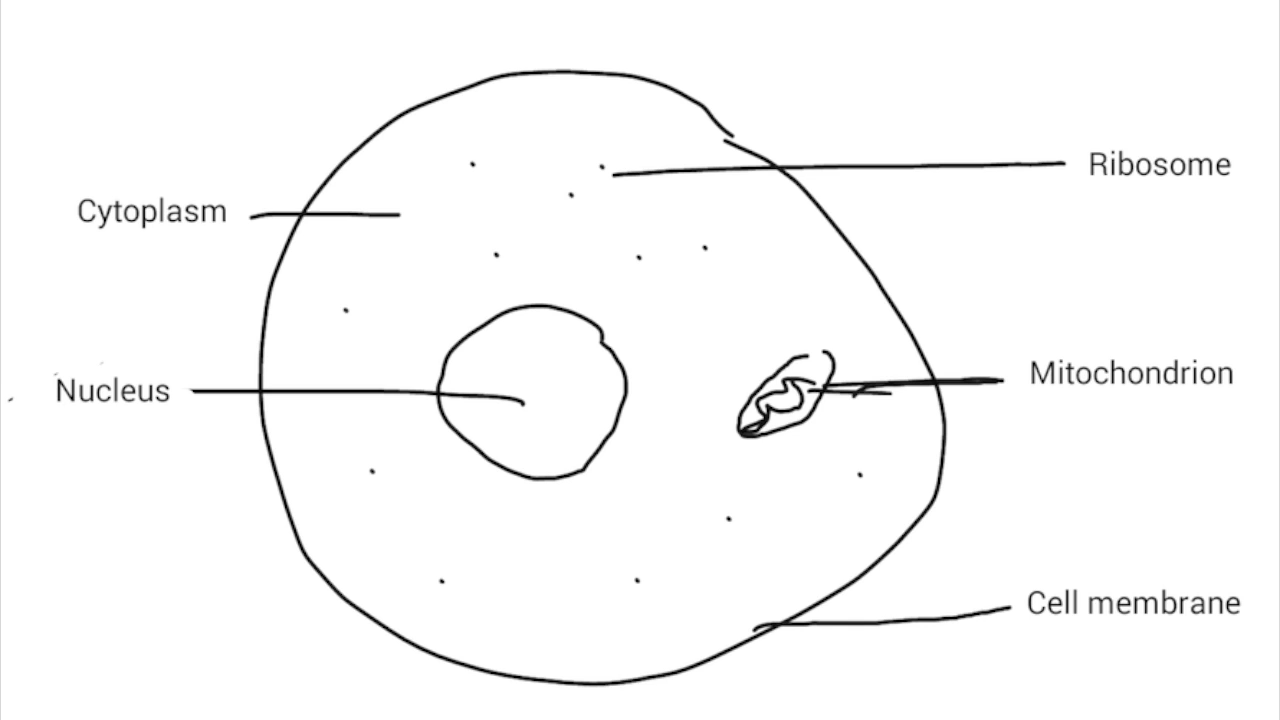 Ribosome
Cytoplasm
Mitochondrion
Nucleus
Cell membrane